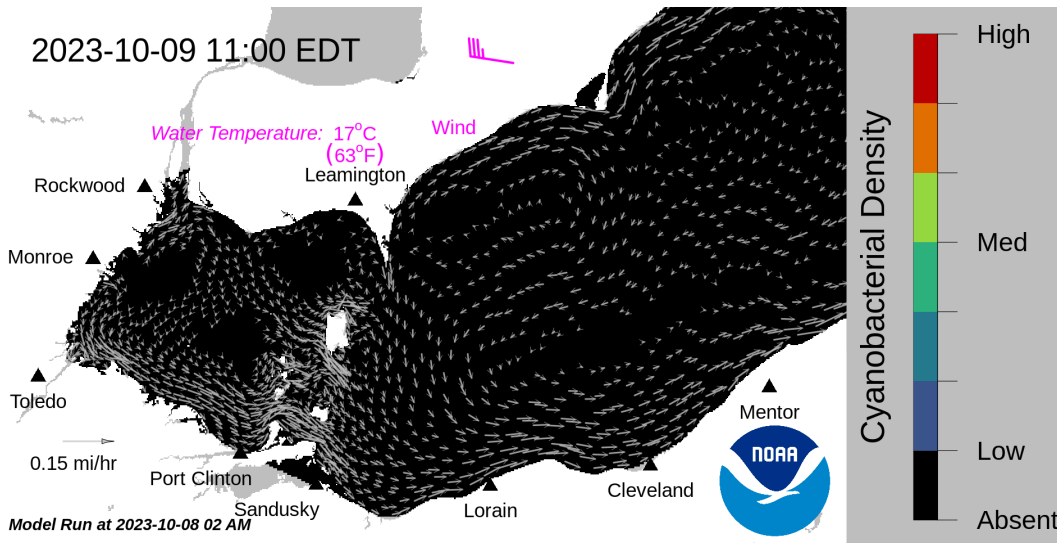 2023-10-09 11:00 EDT
High
Wind
Water Temperature: 17°C
(63°F)
Leamington
Rockwood
Monroe
Med
Cyanobacterial Density
Toledo
Mentor
0.15 mi/hr
NOAA
Low
Port Clinton
Cleveland
Sandusky
Lorain
Model Run at 2023-10-08 02 AM
Absent